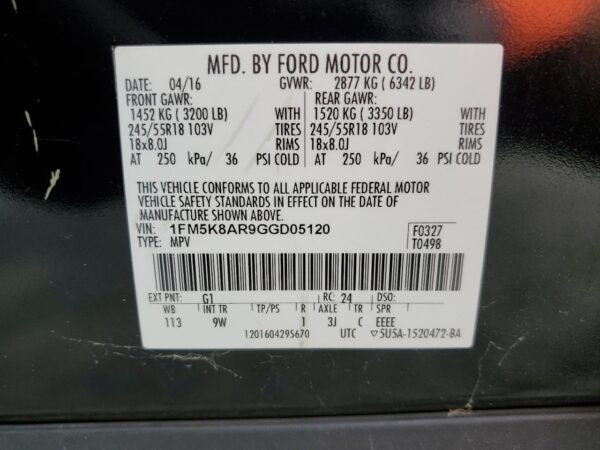 MFD. BY FORD MOTOR CO.
DATE: 04/16 GVWR: 2877 KG ( 6342 LB)
FRONT GAWR: REAR GAWR:
1452 KG ( 3200 LB) WITH 1520 KG ( 3350 LB) WITH
245/55R18 103V TIRES 245/55R18 103V TIRES
18x8.0J RIMS 18x8.0J RIMS
AT 250 kPa/ 36 PSI COLD AT 250 kPa/ 36 PSI COLD
THIS VEHICLE CONFORMS TO ALL APPLICABLE FEDERAL MOTOR
VEHICLE SAFETY STANDARDS IN EFFECT ON THE DATE OF
MANUFACTURE SHOWN ABOVE.
VIN: 1FM5K8AR9GGD05120 F0327
TYPE: MPV T0498
EXT PNT: G1 RC: 24 DSO:
WB INT TR TP/PS R AXLE TR SPR
113 9W 1 3J C EEEE
1201604295670 UTC ▽5U5A-1520472-BA